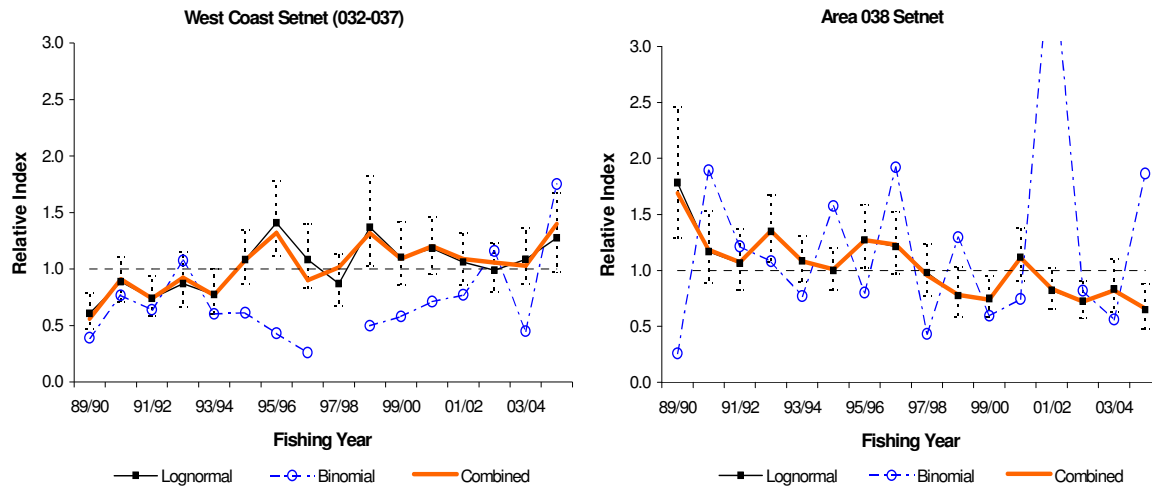 West Coast Setnet (032-037)
Relative Index
3.0
2.5
2.0
1.5
1.0
0.5
0.0
89/90 91/92 93/94 95/96 97/98 99/00 01/02 03/04
Fishing Year
Lognormal Binomial Combined
Area 038 Setnet
Relative Index
3.0
2.5
2.0
1.5
1.0
0.5
0.0
89/90 91/92 93/94 95/96 97/98 99/00 01/02 03/04
Fishing Year
Lognormal Binomial Combined